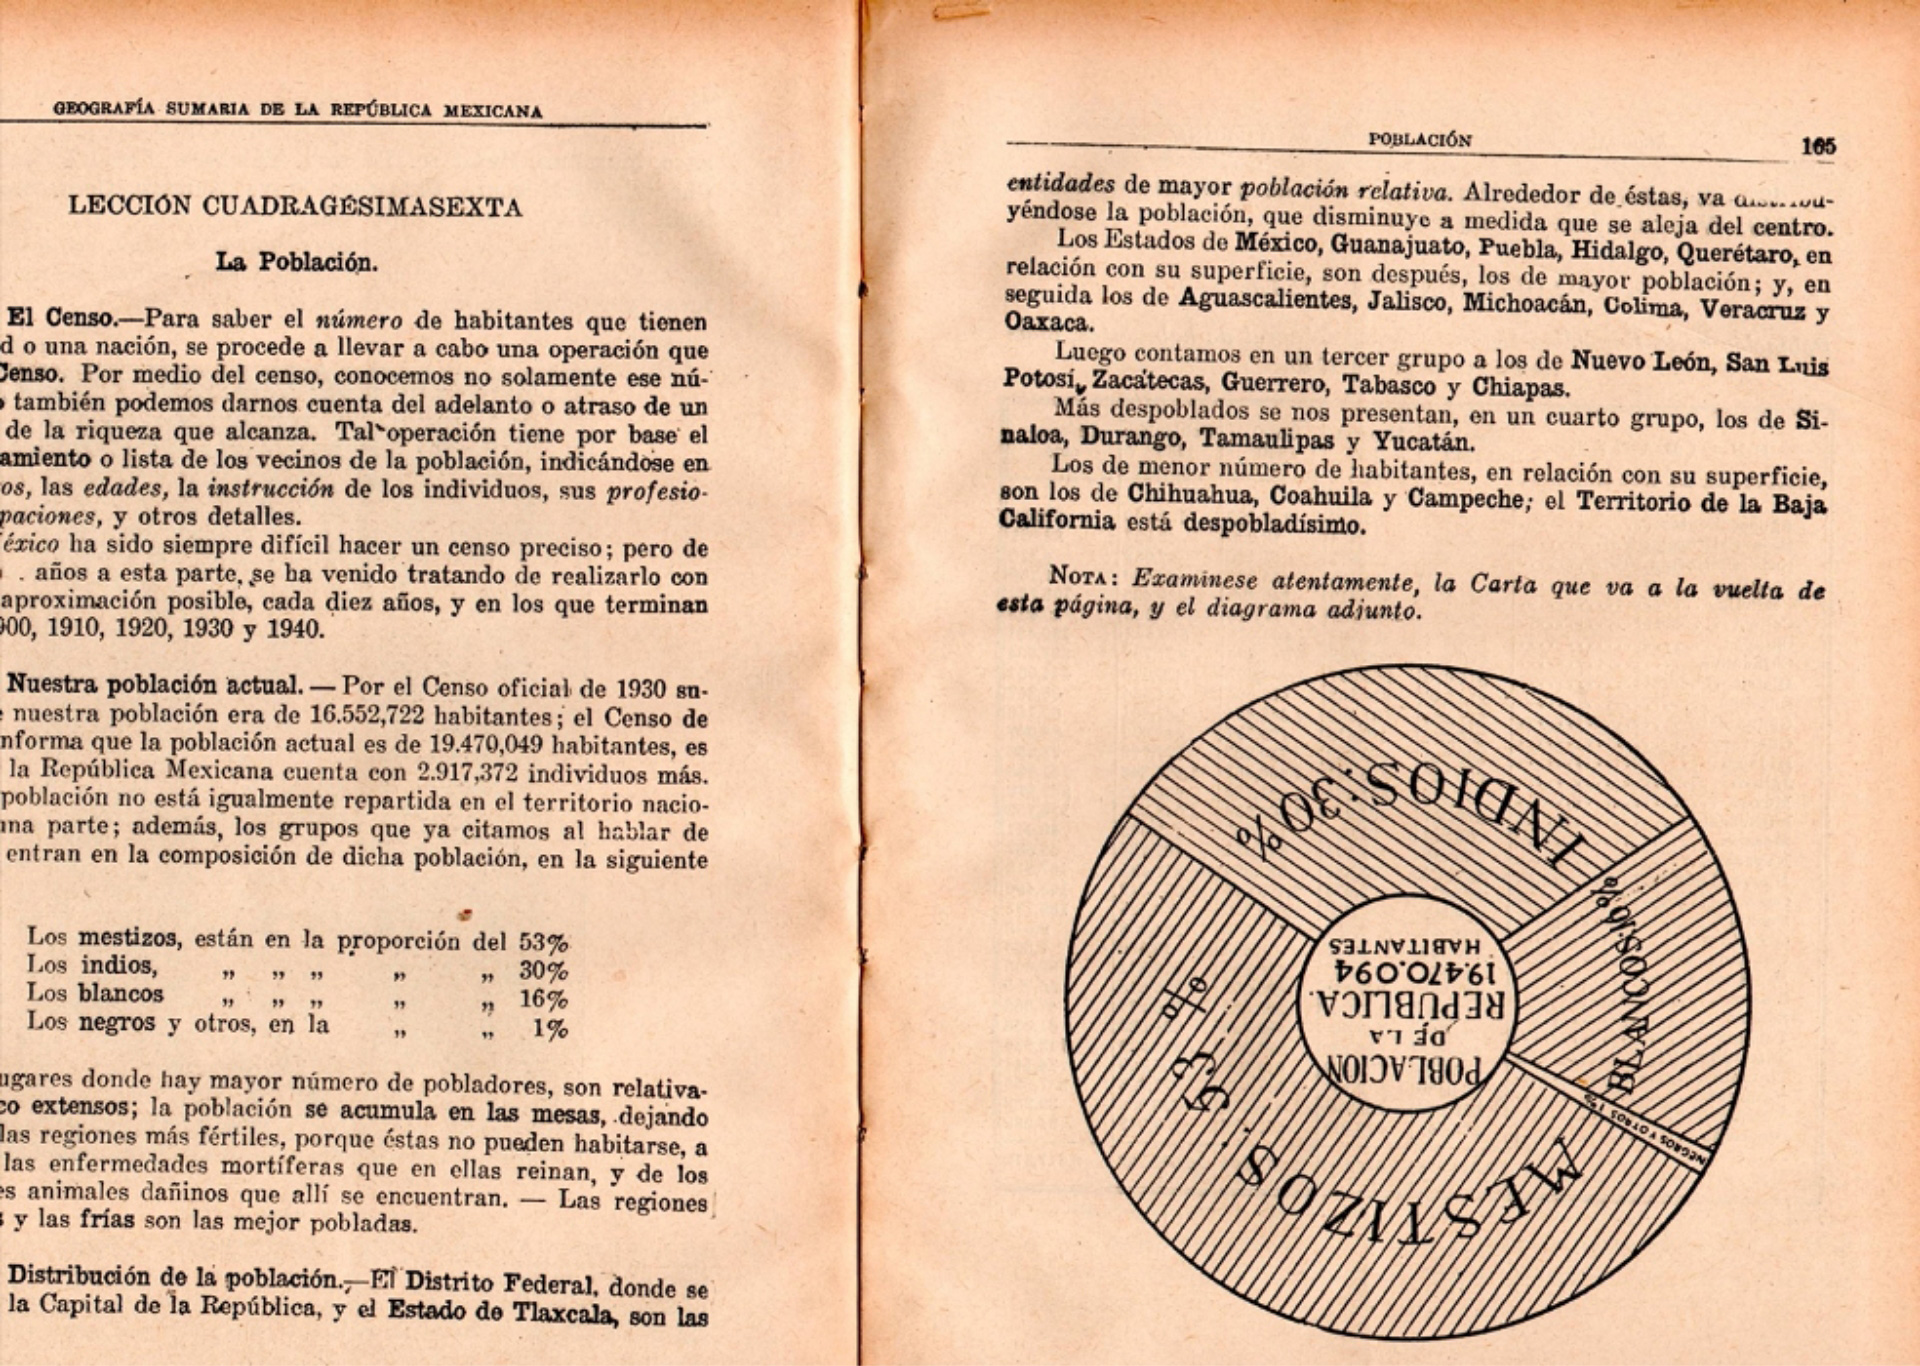 GEOGRAFÍA SUMARIA DE LA REPÚBLICA MEXICANA
LECCIÓN CUADRAGÉSIMASEXTA
La Población.
El Censo.—Para saber el número de habitantes que tienen
d o una nación, se procede a llevar a cabo una operación que
Censo. Por medio del censo, conocemos no solamente ese nú-
también podemos darnos cuenta del adelanto o atraso de un
de la riqueza que alcanza. Tal operación tiene por base el
amiento o lista de los vecinos de la población, indicándose en
os, las edades, la instrucción de los individuos, sus profesio-
paciones, y otros detalles.
éxico ha sido siempre difícil hacer un censo preciso; pero de
. años a esta parte, se ha venido tratando de realizarlo con
aproximación posible, cada diez años, y en los que terminan
900, 1910, 1920, 1930 y 1940.
Nuestra población actual. — Por el Censo oficial de 1930 su-
nuestra población era de 16.552,722 habitantes; el Censo de
nforma que la población actual es de 19.470,049 habitantes, es
la República Mexicana cuenta con 2.917,372 individuos más.
población no está igualmente repartida en el territorio nacio-
una parte; además, los grupos que ya citamos al hablar de
entran en la composición de dicha población, en la siguiente
Los mestizos, están en la proporción del 53%
Los indios, „ „ „ „ „ 30%
Los blancos „ „ „ „ „ 16%
Los negros y otros, en la „ „ 1%
ugares donde hay mayor número de pobladores, son relativa-
co extensos; la población se acumula en las mesas, dejando
las regiones más fértiles, porque éstas no pueden habitarse, a
las enfermedades mortíferas que en ellas reinan, y de los
es animales dañinos que allí se encuentran. — Las regiones
s y las frías son las mejor pobladas.
Distribución de la población.—El Distrito Federal, donde se
la Capital de la República, y el Estado de Tlaxcala, son las
POBLACIÓN 165
entidades de mayor población relativa. Alrededor de éstas, va
yéndose la población, que disminuye a medida que se aleja del centro.
Los Estados de México, Guanajuato, Puebla, Hidalgo, Querétaro, en
relación con su superficie, son después, los de mayor población; y, en
seguida los de Aguascalientes, Jalisco, Michoacán, Colima, Veracruz y
Oaxaca.
Luego contamos en un tercer grupo a los de Nuevo León, San Luis
Potosí, Zacatecas, Guerrero, Tabasco y Chiapas.
Más despoblados se nos presentan, en un cuarto grupo, los de Si-
naloa, Durango, Tamaulipas y Yucatán.
Los de menor número de habitantes, en relación con su superficie,
son los de Chihuahua, Coahuila y Campeche; el Territorio de la Baja
California está despobladísimo.
NOTA: Examínese atentamente, la Carta que va a la vuelta de
esta página, y el diagrama adjunto.
INDIOS:30%
BLANCOS:16%
NEGROS Y OTROS 1%
MESTIZOS: 53 %
POBLACION
DE LA
REPÚBLICA.
19.470.094
HABITANTES